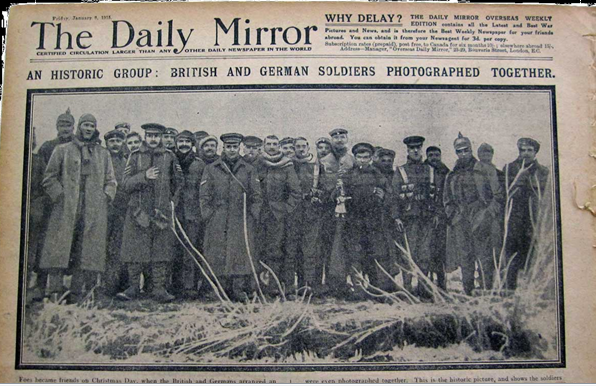 Friday, January 8, 1915
The Daily Mirror
CERTIFIED CIRCULATION LARGER THAN ANY OTHER DAILY NEWSPAPER IN THE WORLD
WHY DELAY? THE DAILY MIRROR OVERSEAS WEEKLY
EDITION contains all the Latest and Best War
Pictures and News, and is therefore the Best Weekly Newspaper for your friends
abroad. You can obtain it from your Newsagent for 3d. per copy.
Subscription rates (prepaid), post free, to Canada for six months elsewhere abroad
Address—Manager, "Overseas Daily Mirror," Bouverie Street, London, E.C.
AN HISTORIC GROUP: BRITISH AND GERMAN SOLDIERS PHOTOGRAPHED TOGETHER.
Foes became friends on Christmas Day, when the British and Germans arranged an were even photographed together. This is the historic picture, and shows the soldiers